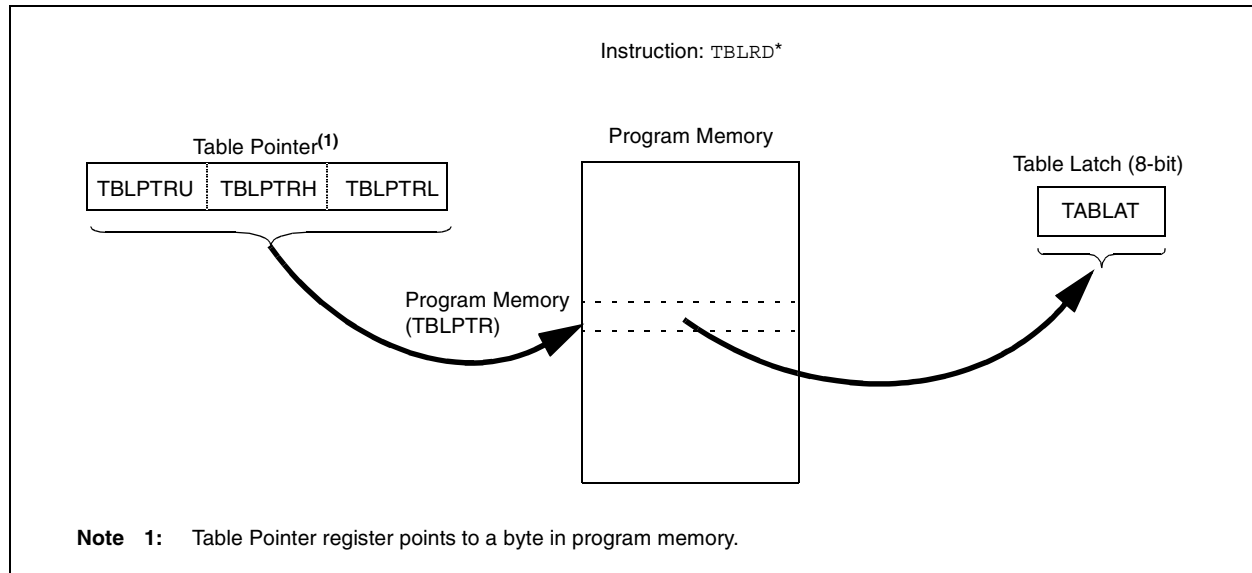 Instruction: TBLRD*
Table Pointer(1)
Program Memory
Table Latch (8-bit)
TBLPTRU TBLPTRH TBLPTRL
TABLAT
Program Memory
(TBLPTR)
Note 1: Table Pointer register points to a byte in program memory.